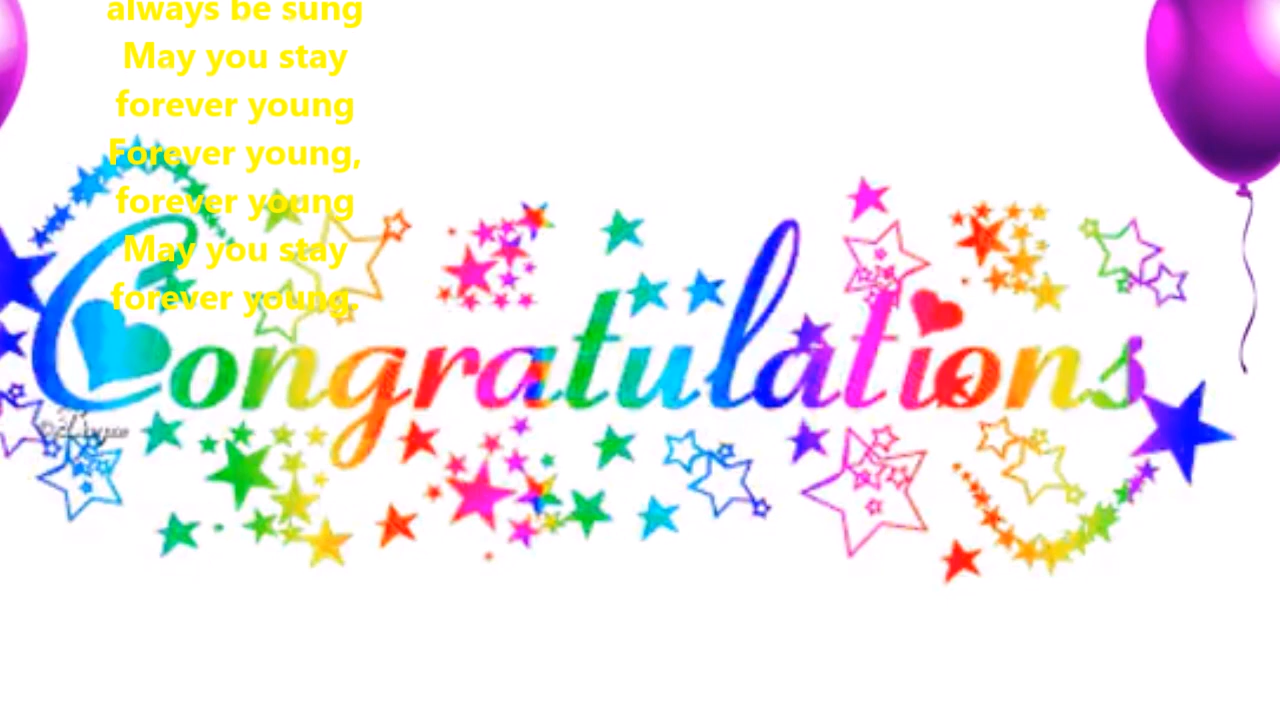 always be sung
May you stay
forever young
Forever young,
forever young
May you stay
forever young.
Congratulations